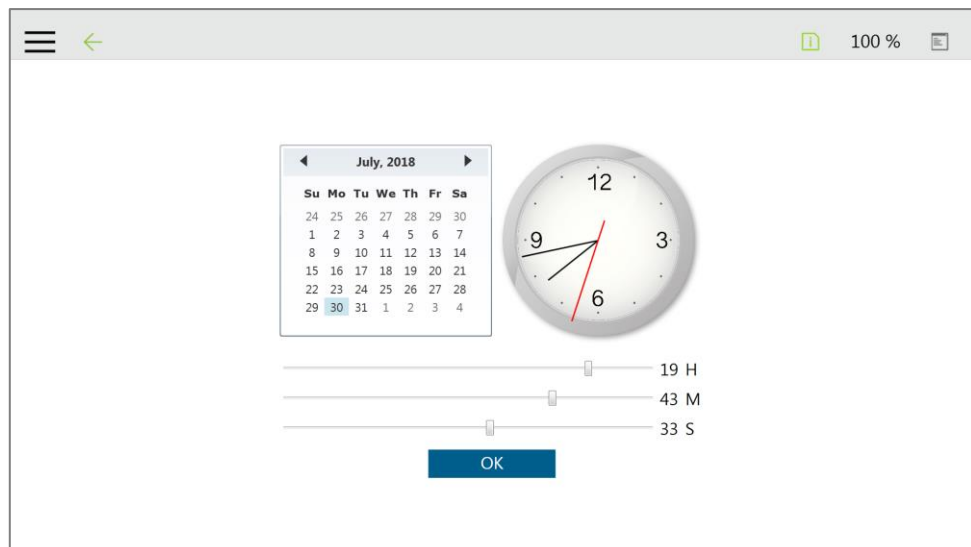 100 %
July, 2018
Su Mo Tu We Th Fr Sa
24 25 26 27 28 29 30
1 2 3 4 5 6 7
8 9 10 11 12 13 14
15 16 17 18 19 20 21
22 23 24 25 26 27 28
29 30 31 1 2 3 4
12
9 3
6
19 H
43 M
33 S
OK